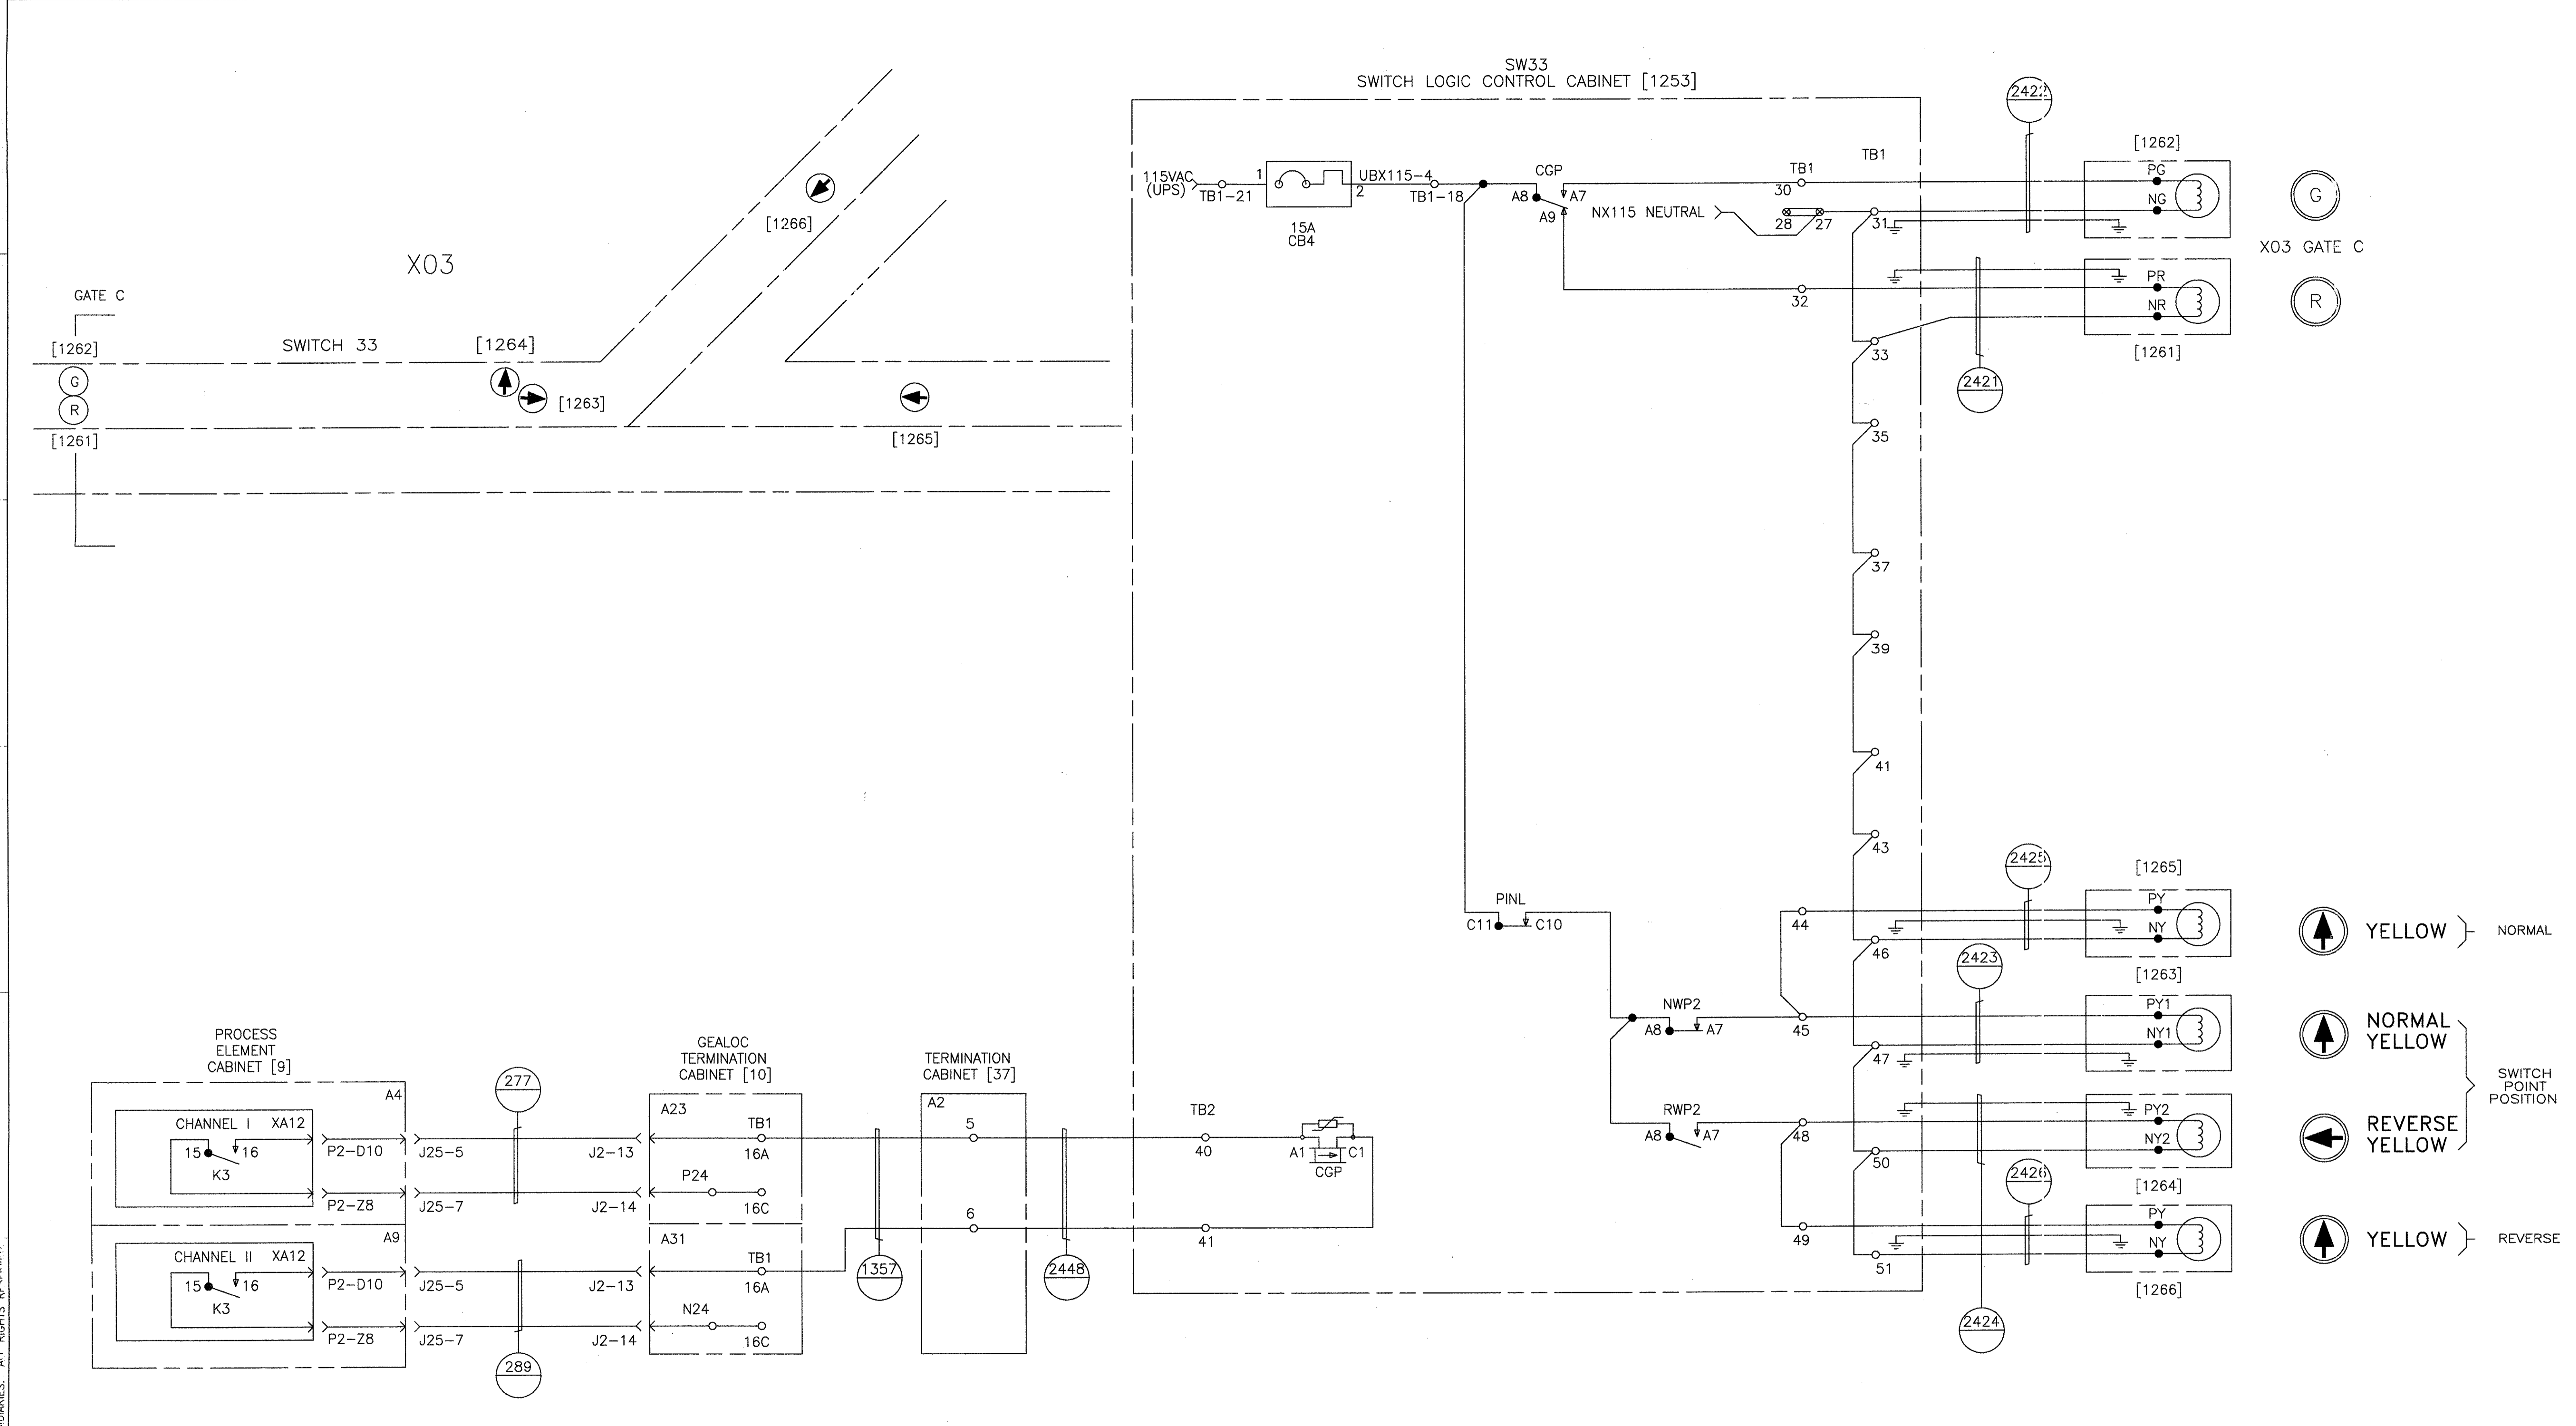 SW33
SWITCH LOGIC CONTROL CABINET [1253]
2422
[1262]
115VAC
(UPS)
TB1-21
1
2
15A
CB4
UBX115-4
TB1-18
CGP
A8
A7
A9
NX115 NEUTRAL
TB1
30
28
27
TB1
31
PG
NG
G
X03 GATE C
32
33
PR
NR
R
[1261]
2421
[1266]
X03
GATE C
[1262]
SWITCH 33
[1264]
G
R
[1263]
[1261]
[1265]
35
37
39
41
43
PINL
C11
C10
44
46
2425
[1265]
PY
NY
YELLOW
NORMAL
2423
[1263]
NWP2
A8
A7
45
47
PY1
NY1
NORMAL
YELLOW
SWITCH
POINT
POSITION
RWP2
A8
A7
48
50
PY2
NY2
REVERSE
YELLOW
2426
[1264]
49
51
PY
NY
YELLOW
REVERSE
[1266]
2424
PROCESS
ELEMENT
CABINET [9]
A4
CHANNEL I
XA12
15
16
K3
P2-D10
J25-5
P2-Z8
J25-7
277
J2-13
J2-14
A9
CHANNEL II
XA12
15
16
K3
P2-D10
J25-5
P2-Z8
J25-7
289
J2-13
J2-14
GEALOC
TERMINATION
CABINET [10]
A23
TB1
16A
P24
16C
A31
TB1
16A
N24
16C
1357
TERMINATION
CABINET [37]
A2
5
6
2448
TB2
40
41
A1
C1
CGP